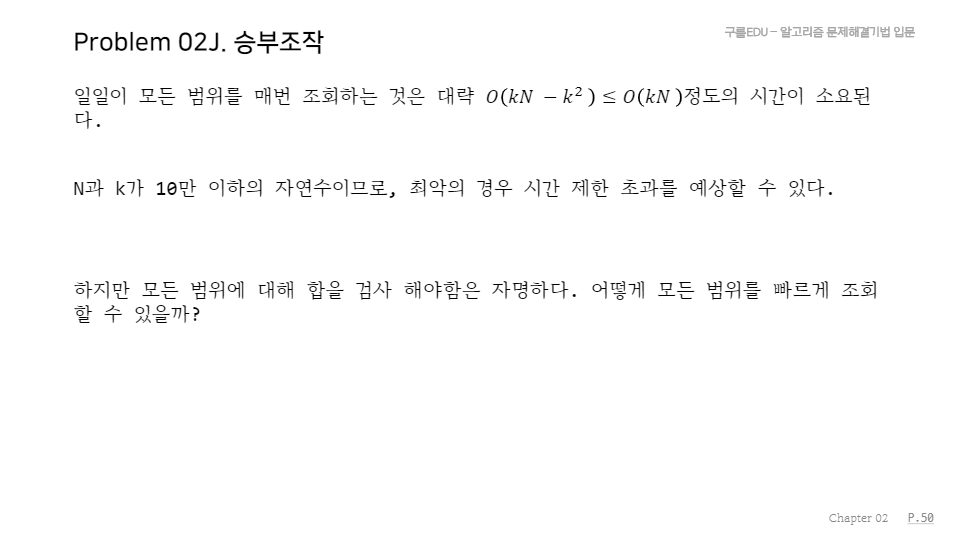 Problem 02J. 승부조작
구름EDU – 알고리즘 문제해결기법 입문
일일이 모든 범위를 매번 조회하는 것은 대략 𝑂(𝑘𝑁 − 𝑘²) ≤ 𝑂(𝑘𝑁)정도의 시간이 소요된
다.
N과 k가 10만 이하의 자연수이므로, 최악의 경우 시간 제한 초과를 예상할 수 있다.
하지만 모든 범위에 대해 합을 검사 해야함은 자명하다. 어떻게 모든 범위를 빠르게 조회
할 수 있을까?
Chapter 02 P.50